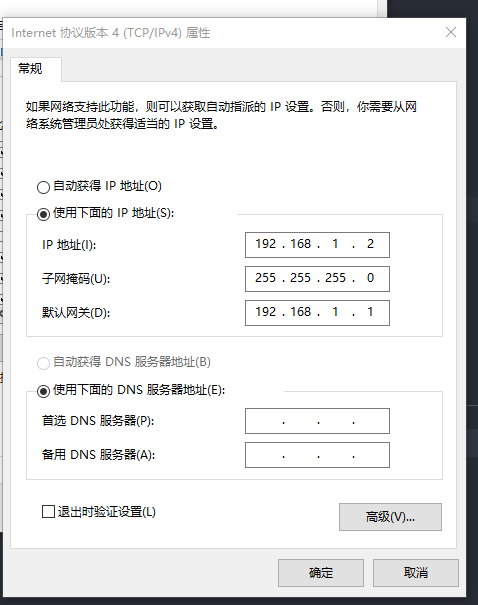 Internet 协议版本 4 (TCP/IPv4) 属性
常规
如果网络支持此功能，则可以获取自动指派的 IP 设置。否则，你需要从网
络系统管理员处获得适当的 IP 设置。
自动获得 IP 地址(O)
使用下面的 IP 地址(S):
IP 地址(I): 192 . 168 . 1 . 2
子网掩码(U): 255 . 255 . 255 . 0
默认网关(D): 192 . 168 . 1 . 1
自动获得 DNS 服务器地址(B)
使用下面的 DNS 服务器地址(E):
首选 DNS 服务器(P): . . .
备用 DNS 服务器(A): . . .
退出时验证设置(L)
高级(V)...
确定
取消